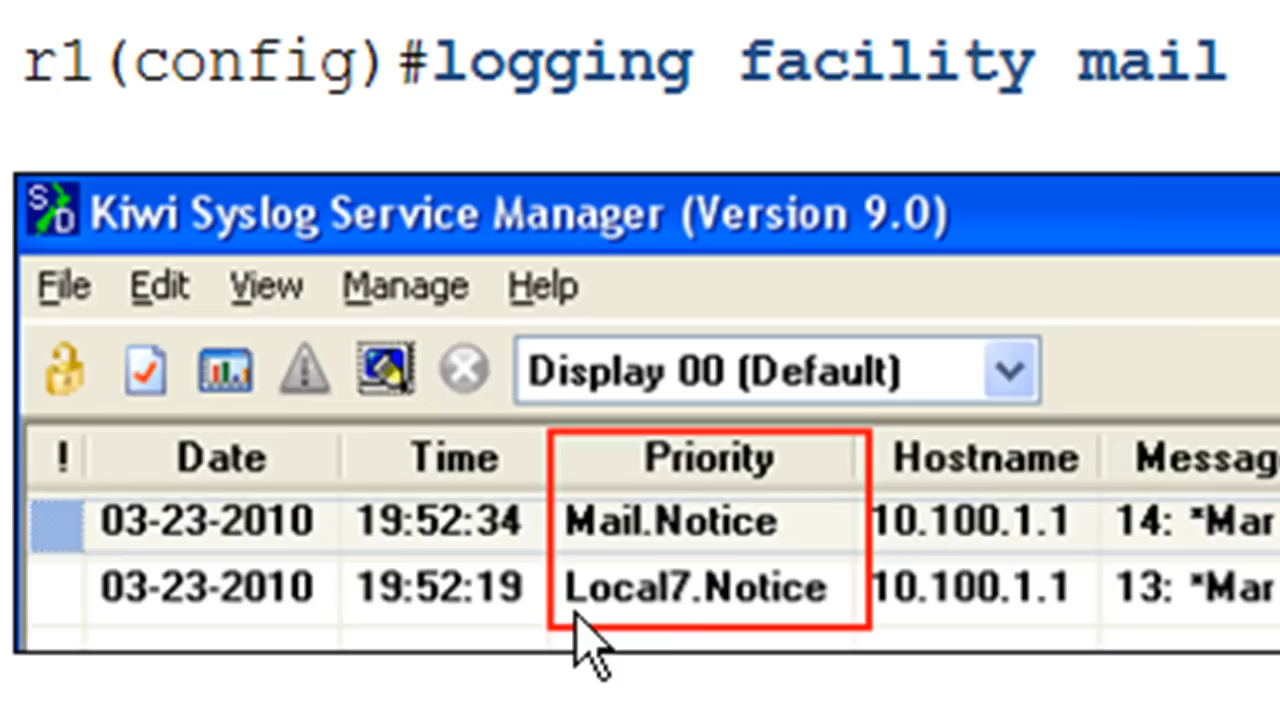 r1(config)#logging facility mail
Kiwi Syslog Service Manager (Version 9.0)
File Edit View Manage Help
Display 00 (Default)
! Date Time Priority Hostname Messag
03-23-2010 19:52:34 Mail.Notice 10.100.1.1 14: *Mar
03-23-2010 19:52:19 Local7.Notice 10.100.1.1 13: *Mar